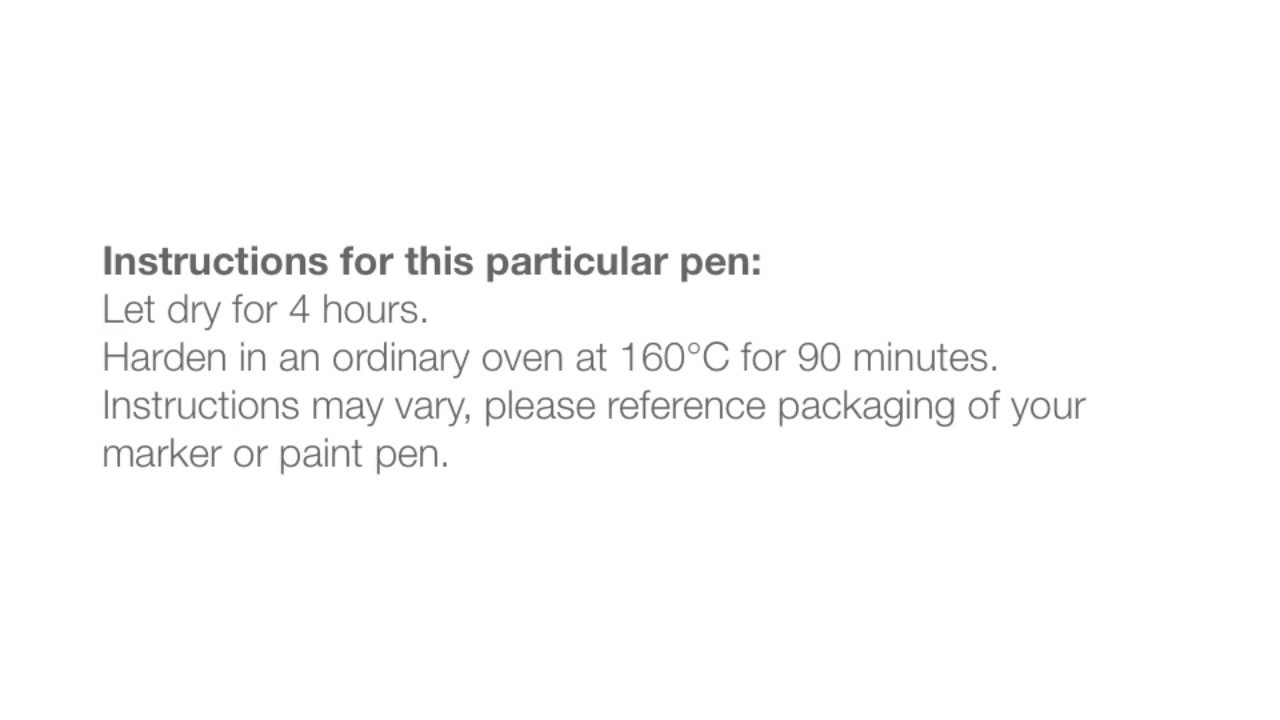 Instructions for this particular pen:
Let dry for 4 hours.
Harden in an ordinary oven at 160°C for 90 minutes.
Instructions may vary, please reference packaging of your
marker or paint pen.